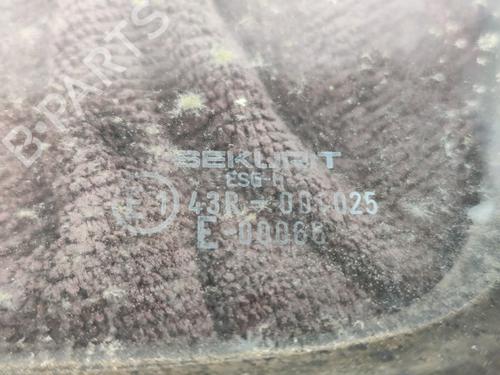 B-PARTS
SEKURIT
ESG-H
E 1 43R-001025
E-00068